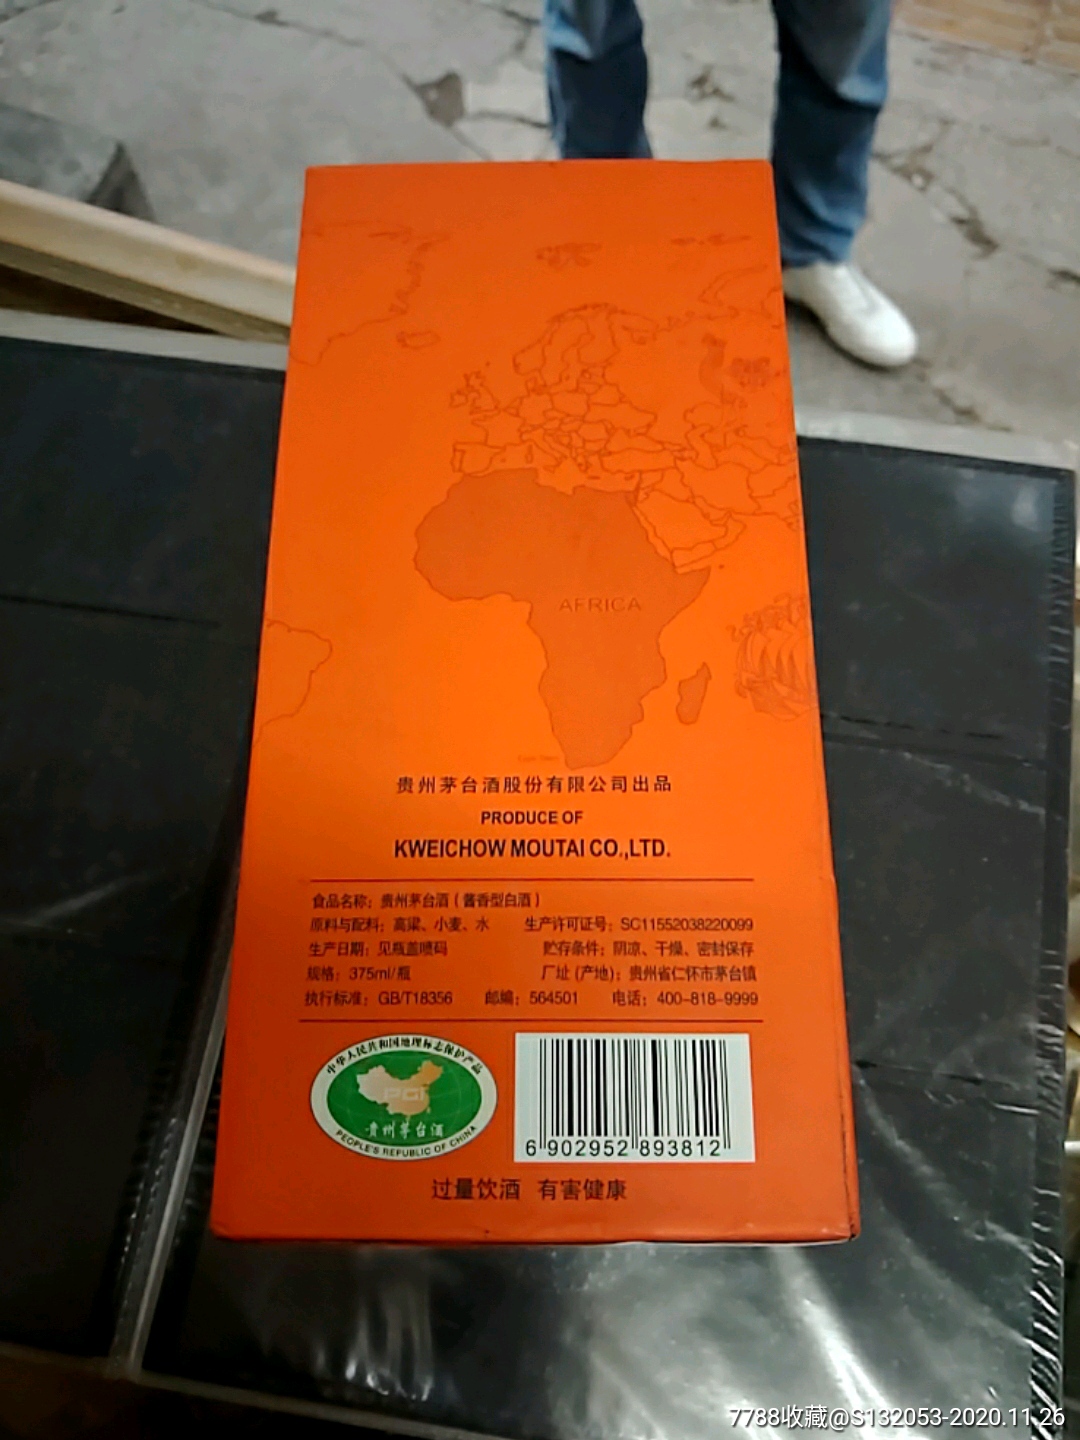 AFRICA
贵州茅台酒股份有限公司出品
PRODUCE OF
KWEICHOW MOUTAI CO.,LTD.
食品名称：贵州茅台酒（酱香型白酒）
原料与配料：高粱、小麦、水 生产许可证号：SC11552038220099
生产日期：见瓶盖喷码 贮存条件：阴凉、干燥、密封保存
规格：375ml/瓶 厂址(产地)：贵州省仁怀市茅台镇
执行标准：GB/T18356 邮编：564501 电话：400-818-9999
中华人民共和国地理标志保护产品
PGI
贵州茅台酒
PEOPLE'S REPUBLIC OF CHINA
6 902952 893812
过量饮酒 有害健康
7788收藏@S132053-2020.11.26